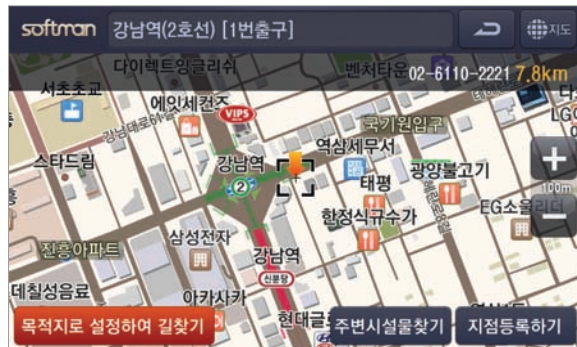 softman 강남역(2호선) [1번출구] 지도
02-6110-2221 7.8km
다이렉트잉글리쉬
벤처타운
서초초교
에잇세컨즈
VIPS
강남대로61
국기원입구
스타드림
강남역
역삼세무서
태평
광양불고기
2
100m
한정식규수가
EG소울리더
진흥아파트
삼성전자
강남역
신분당
데칠성음료
아카사카
현대글
목적지로 설정하여 길찾기
주변시설물찾기
지점등록하기